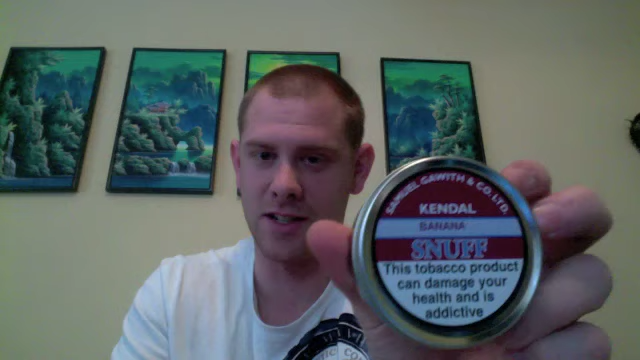 SAMUEL GAWITH & CO. LTD.
KENDAL
BANANA
SNUFF
This tobacco product
can damage your
health and is
addictive